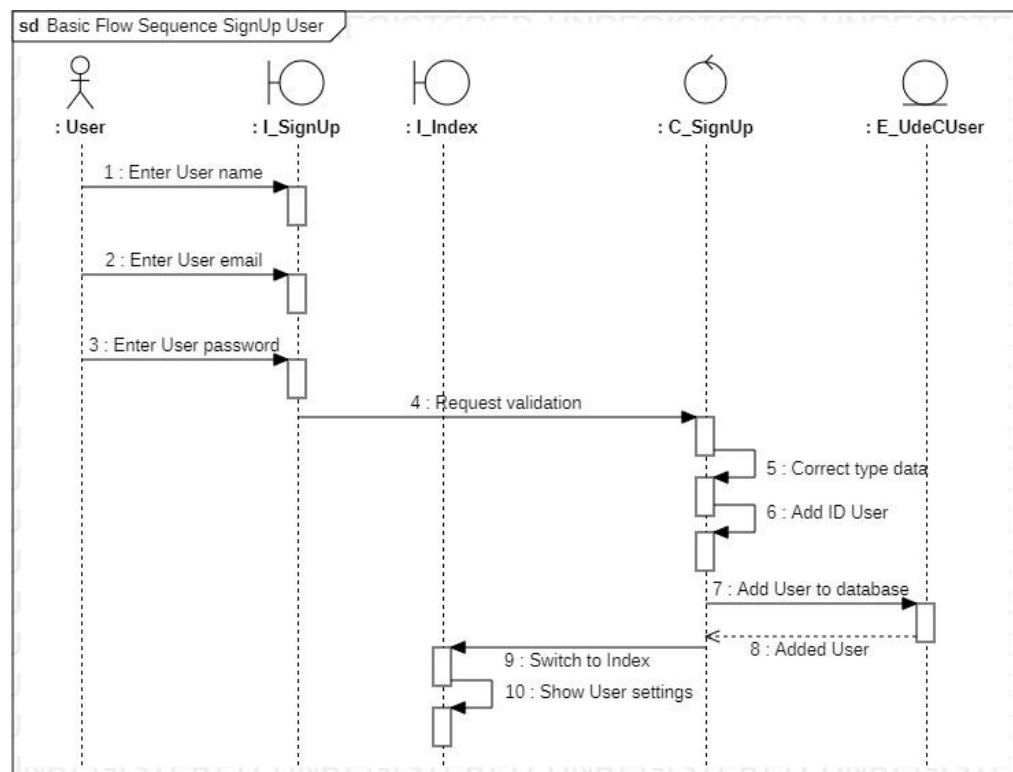 UNREGISTERED UNREGISTERED
sd Basic Flow Sequence SignUp User
: User
: I_SignUp
: I_Index
: C_SignUp
: E_UdeCUser
1 : Enter User name
2 : Enter User email
3 : Enter User password
4 : Request validation
5 : Correct type data
6 : Add ID User
7 : Add User to database
8 : Added User
9 : Switch to Index
10 : Show User settings